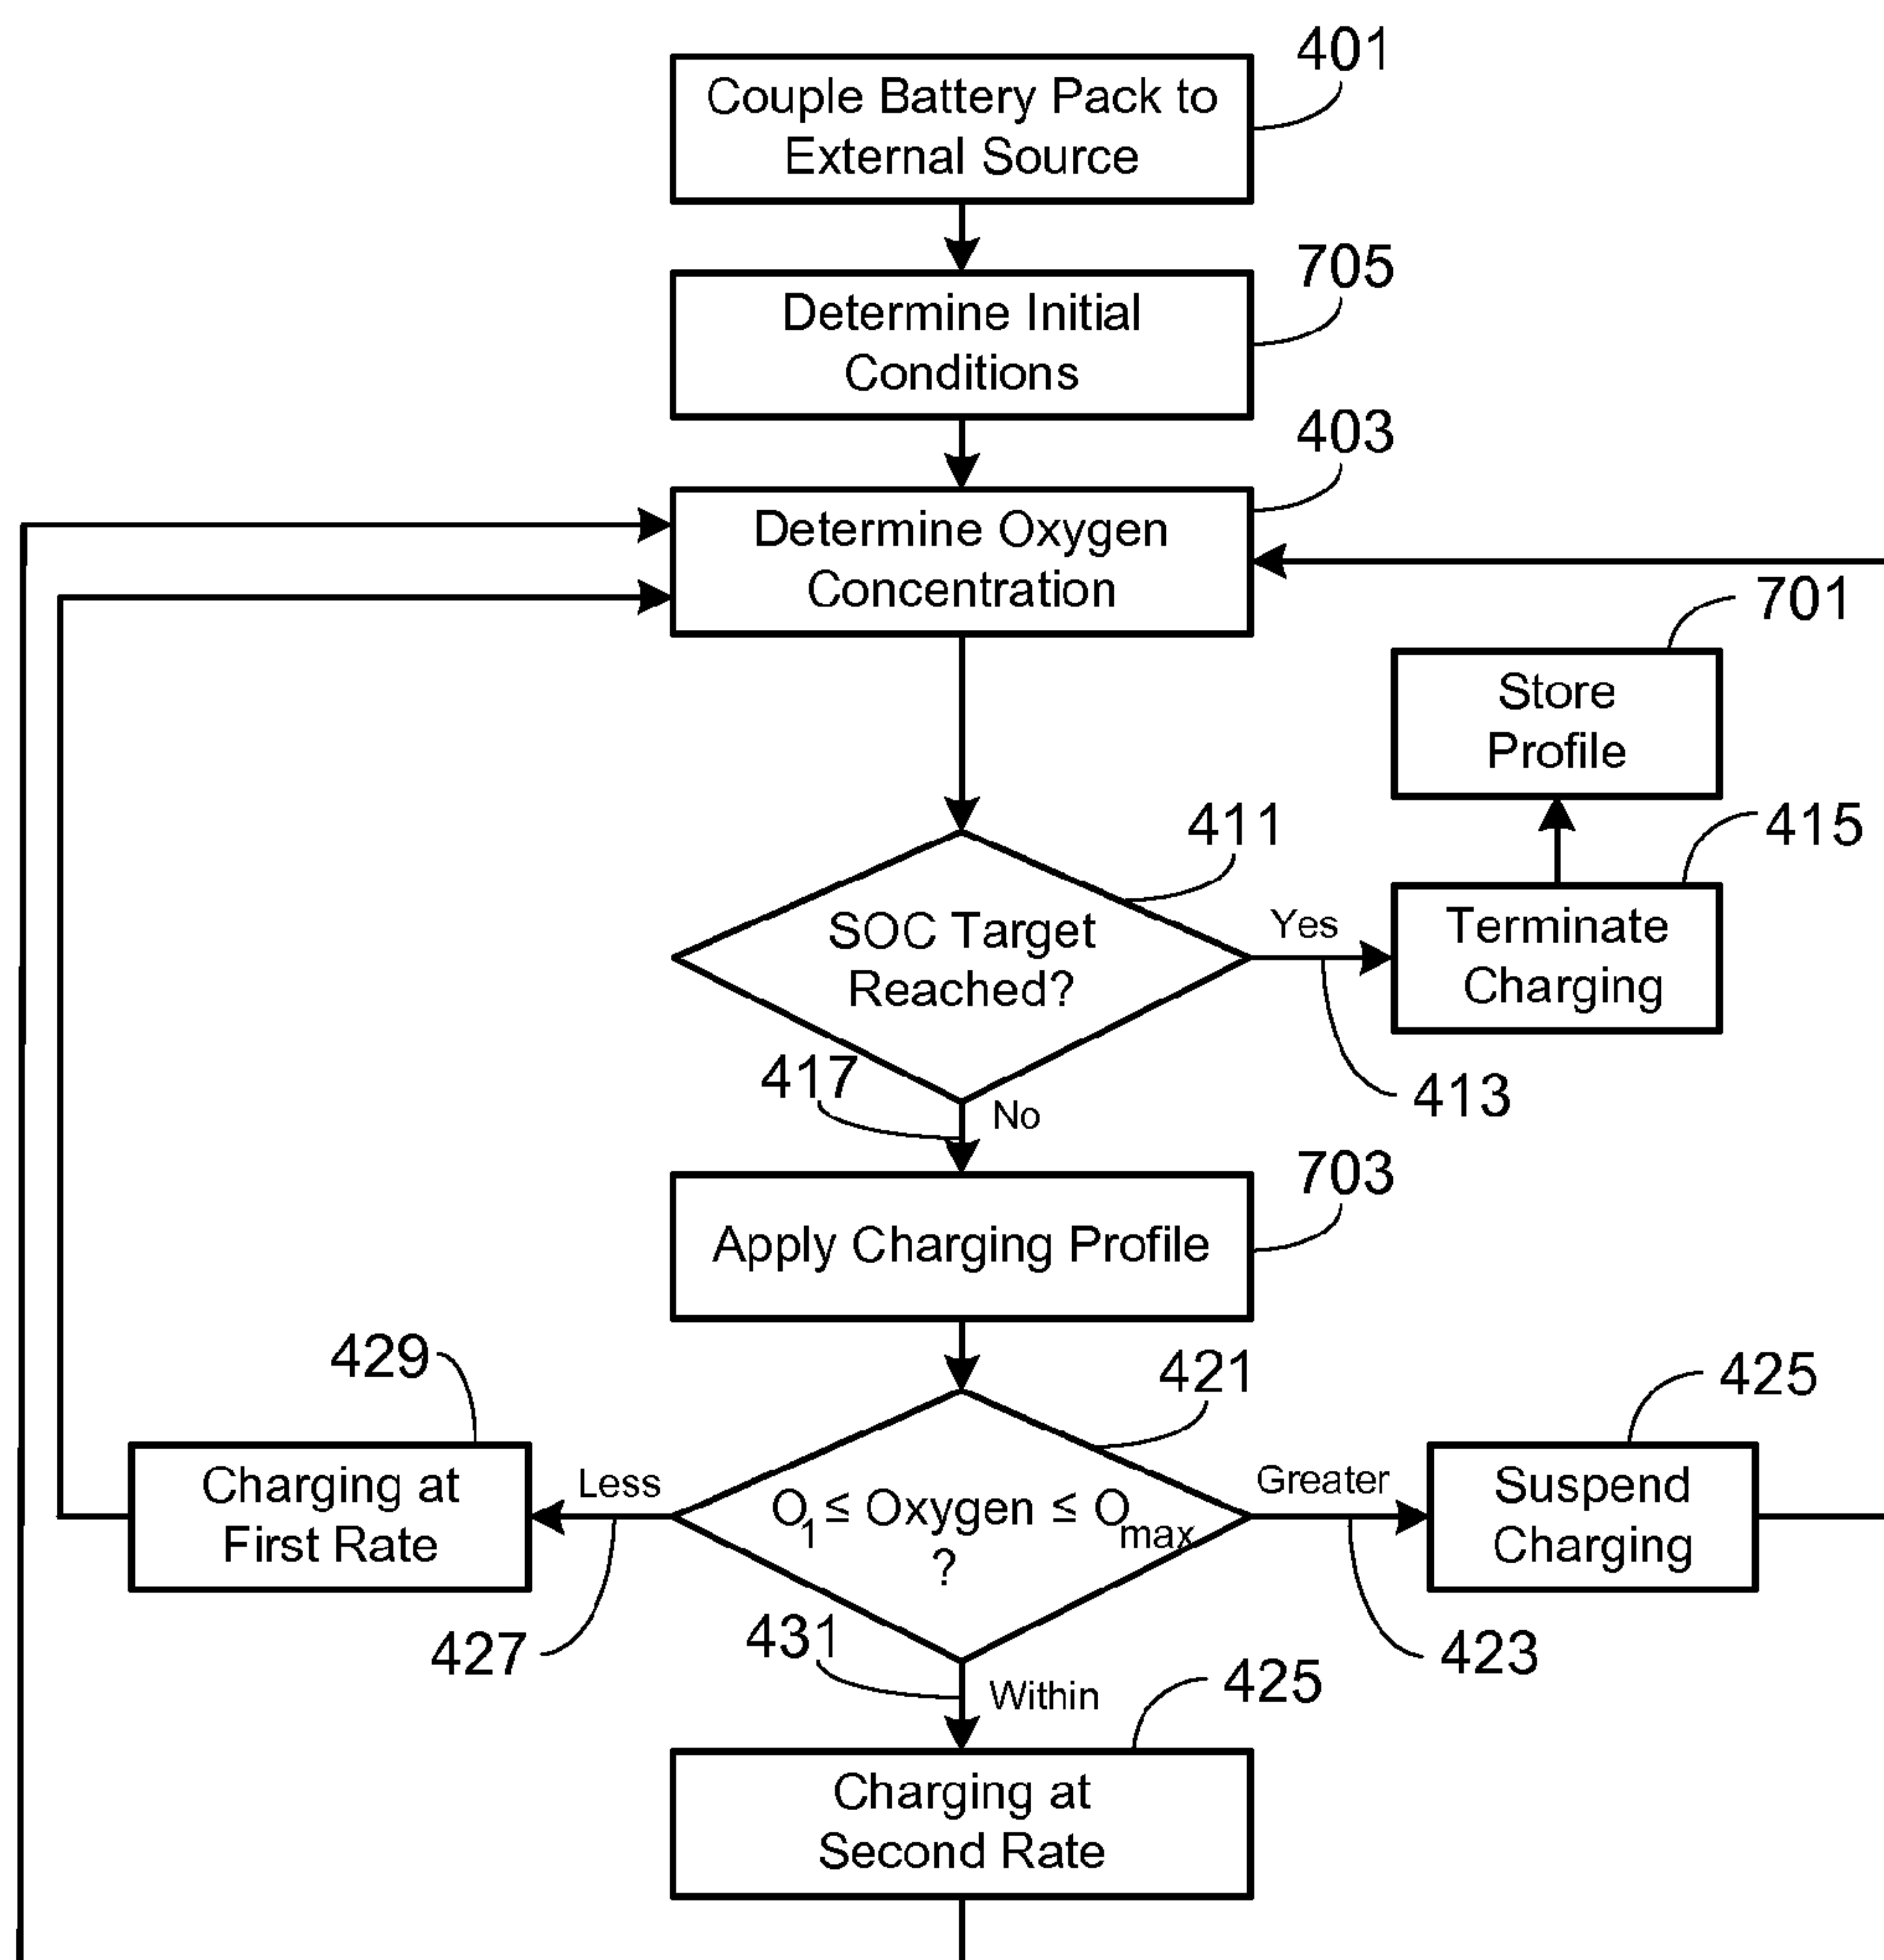 401
Couple Battery Pack to
External Source
705
Determine Initial
Conditions
403
Determine Oxygen
Concentration
701
Store
Profile
411
415
SOC Target
Reached?
Yes
Terminate
Charging
413
417
No
703
Apply Charging Profile
429
421
425
Charging at
First Rate
Less
O1 ≤ Oxygen ≤ Omax
?
Greater
Suspend
Charging
427
431
423
Within
425
Charging at
Second Rate